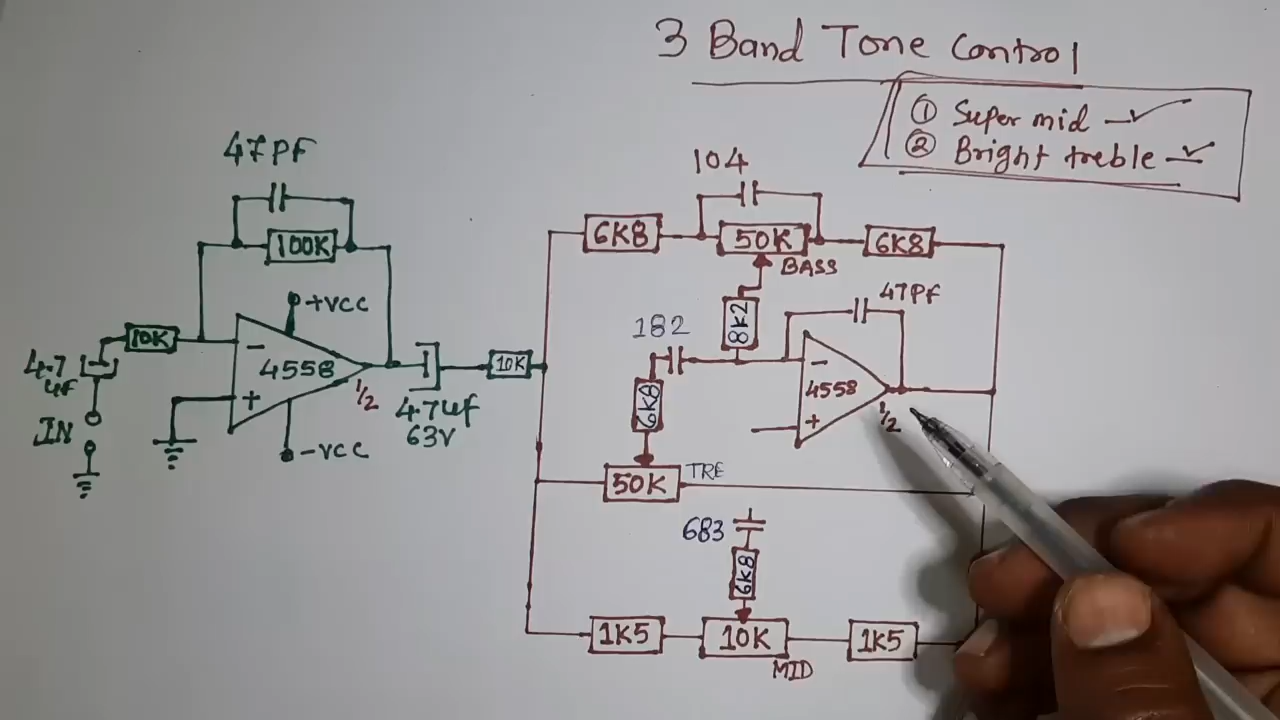 3 Band Tone Control
① Super mid
② Bright treble
47PF
100K
+VCC
10K
-
4558
+
1/2
4.7
uF
IN
-VCC
4.7uf
63V
10K
104
6K8
50K
6K8
BASS
8K2
47PF
182
6K8
-
4558
+
1/2
50K
TRE
683
6K8
1K5
10K
1K5
MID